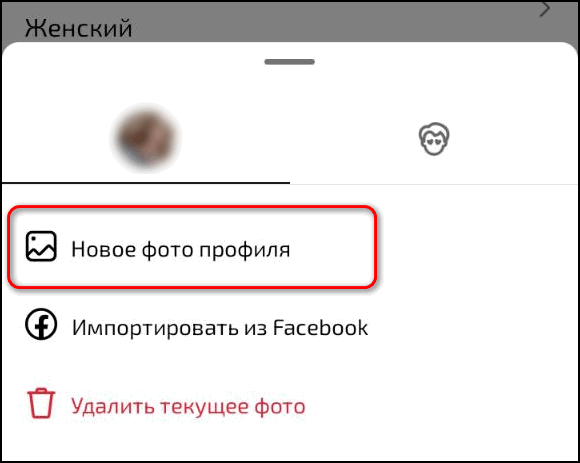 Женский
Новое фото профиля
Импортировать из Facebook
Удалить текущее фото